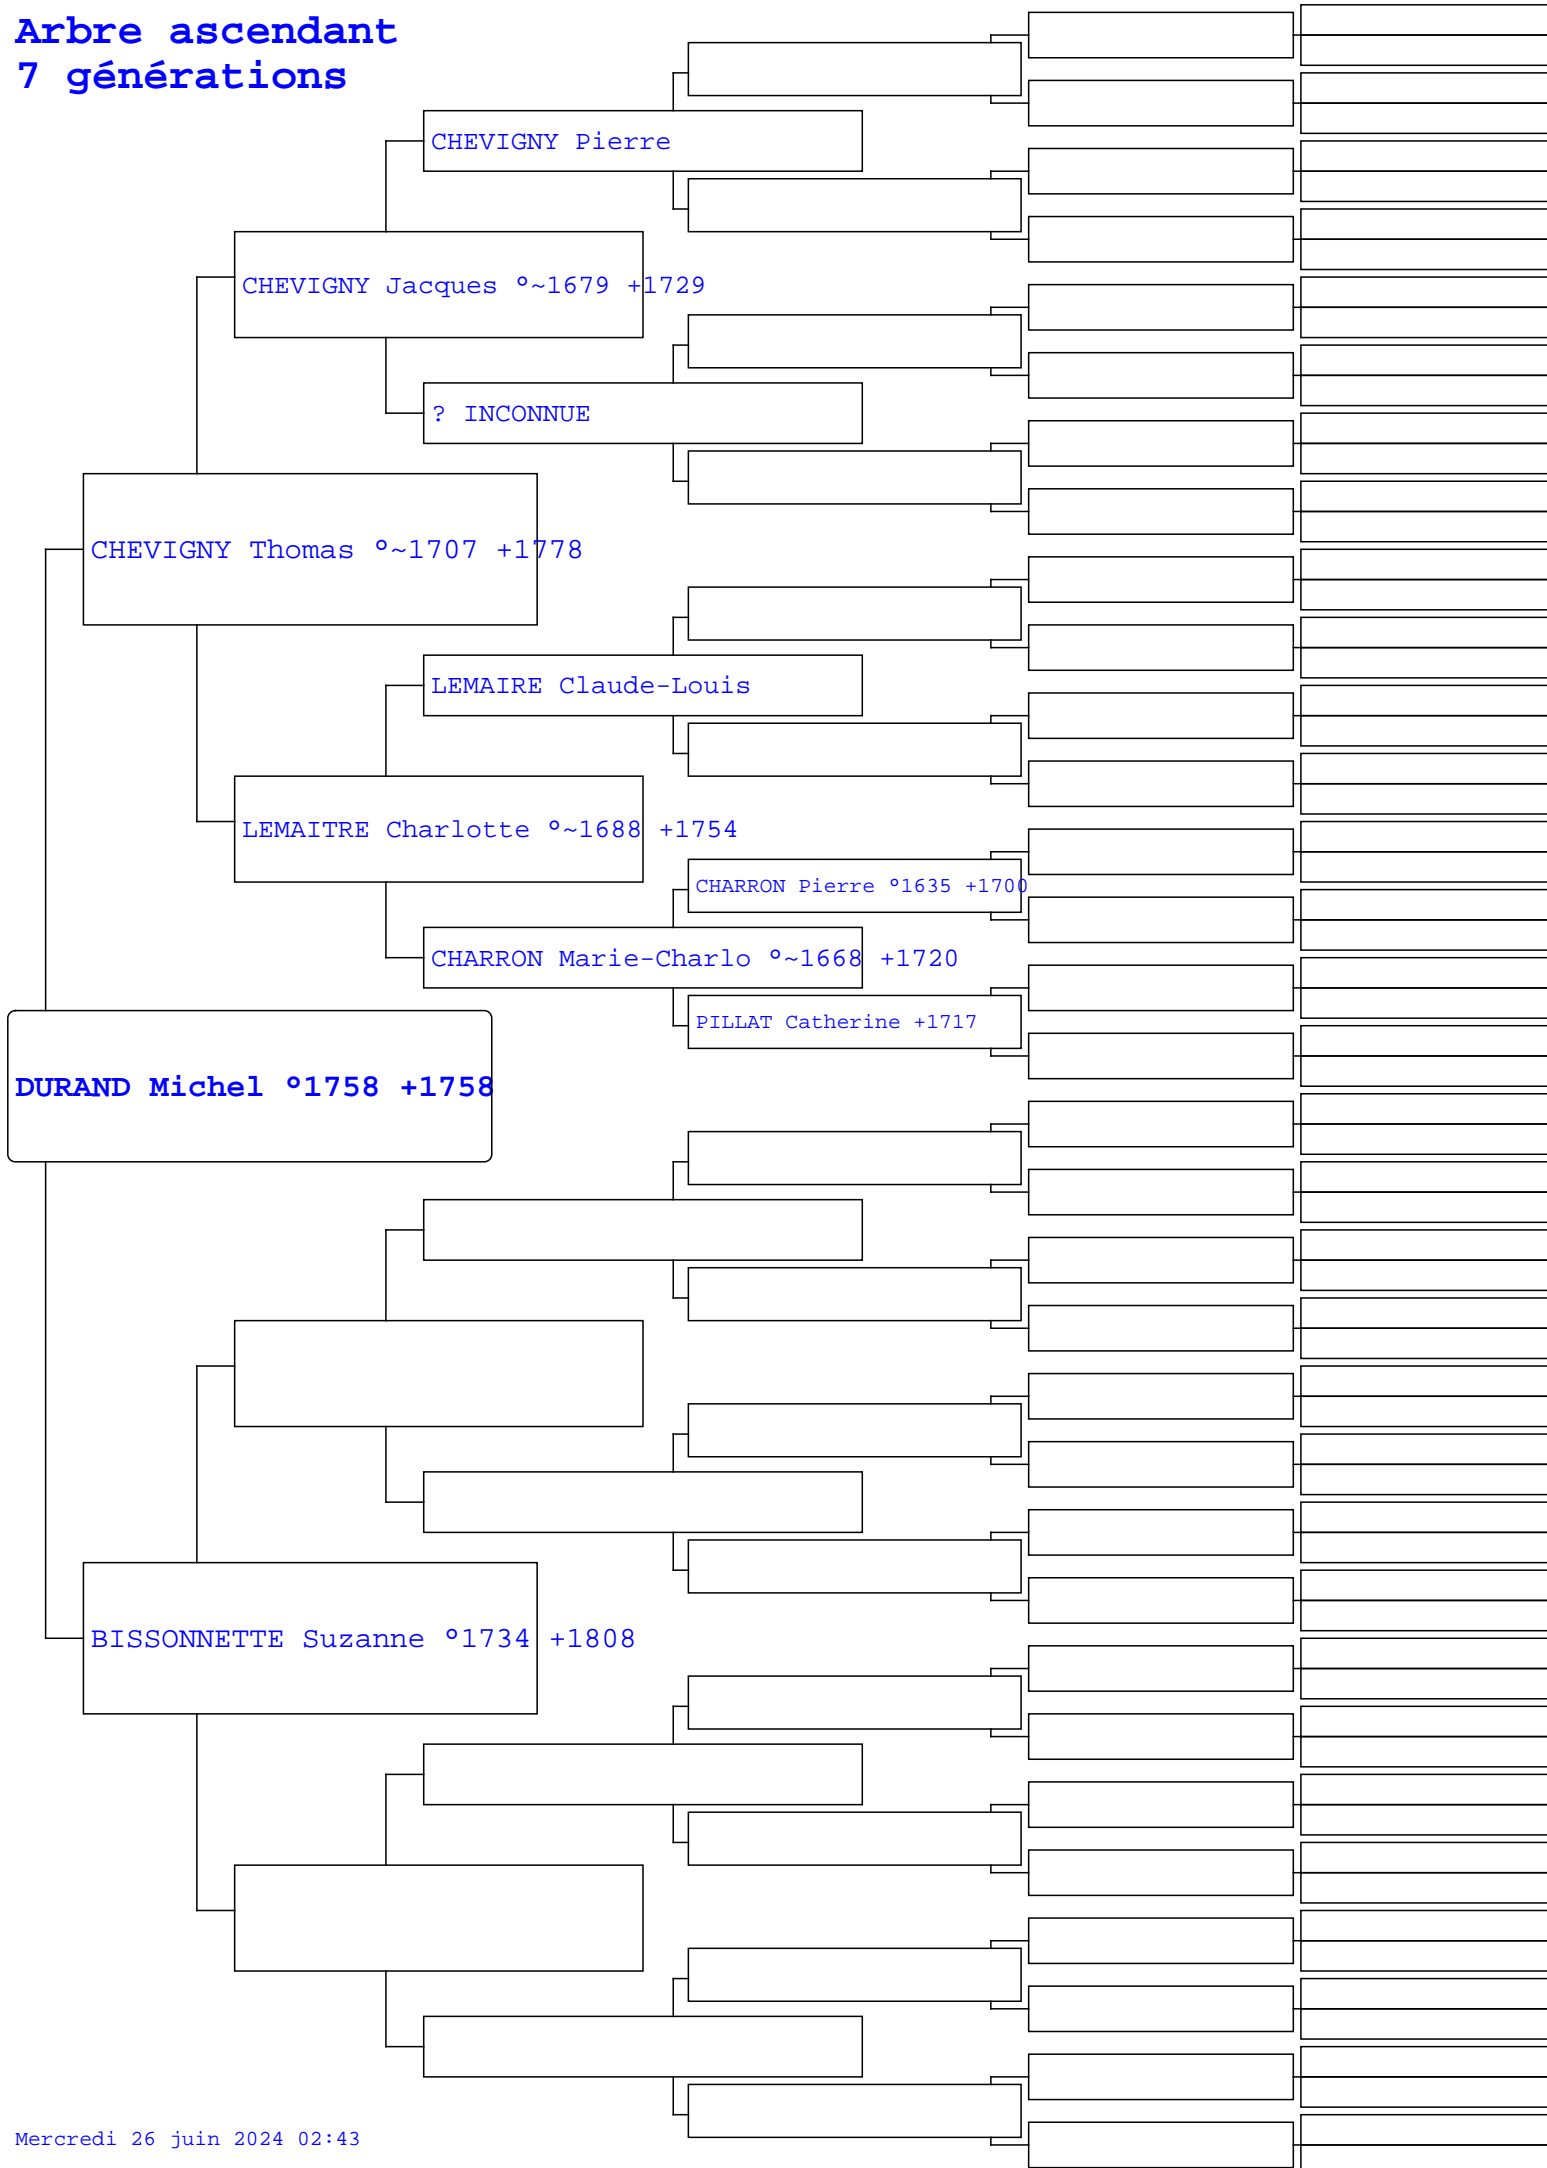 Arbre ascendant
7 générations
CHEVIGNY Pierre
CHEVIGNY Jacques °~1679 +1729
? INCONNUE
CHEVIGNY Thomas °~1707 +1778
LEMAIRE Claude-Louis
LEMAITRE Charlotte °~1688 +1754
CHARRON Pierre °1635 +1700
CHARRON Marie-Charlo °~1668 +1720
PILLAT Catherine +1717
DURAND Michel °1758 +1758
BISSONNETTE Suzanne °1734 +1808
Mercredi 26 juin 2024 02:43